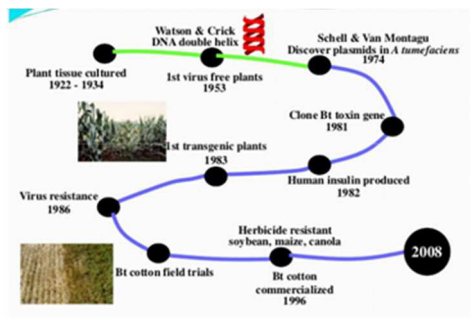 Watson & Crick
DNA double helix
Schell & Van Montagu
Discover plasmids in A tumefaciens
1974
Plant tissue cultured
1922 - 1934
1st virus free plants
1953
Clone Bt toxin gene
1981
1st transgenic plants
1983
Human insulin produced
1982
Virus resistance
1986
Herbicide resistant
soybean, maize, canola
Bt cotton field trials
Bt cotton
commercialized
1996
2008